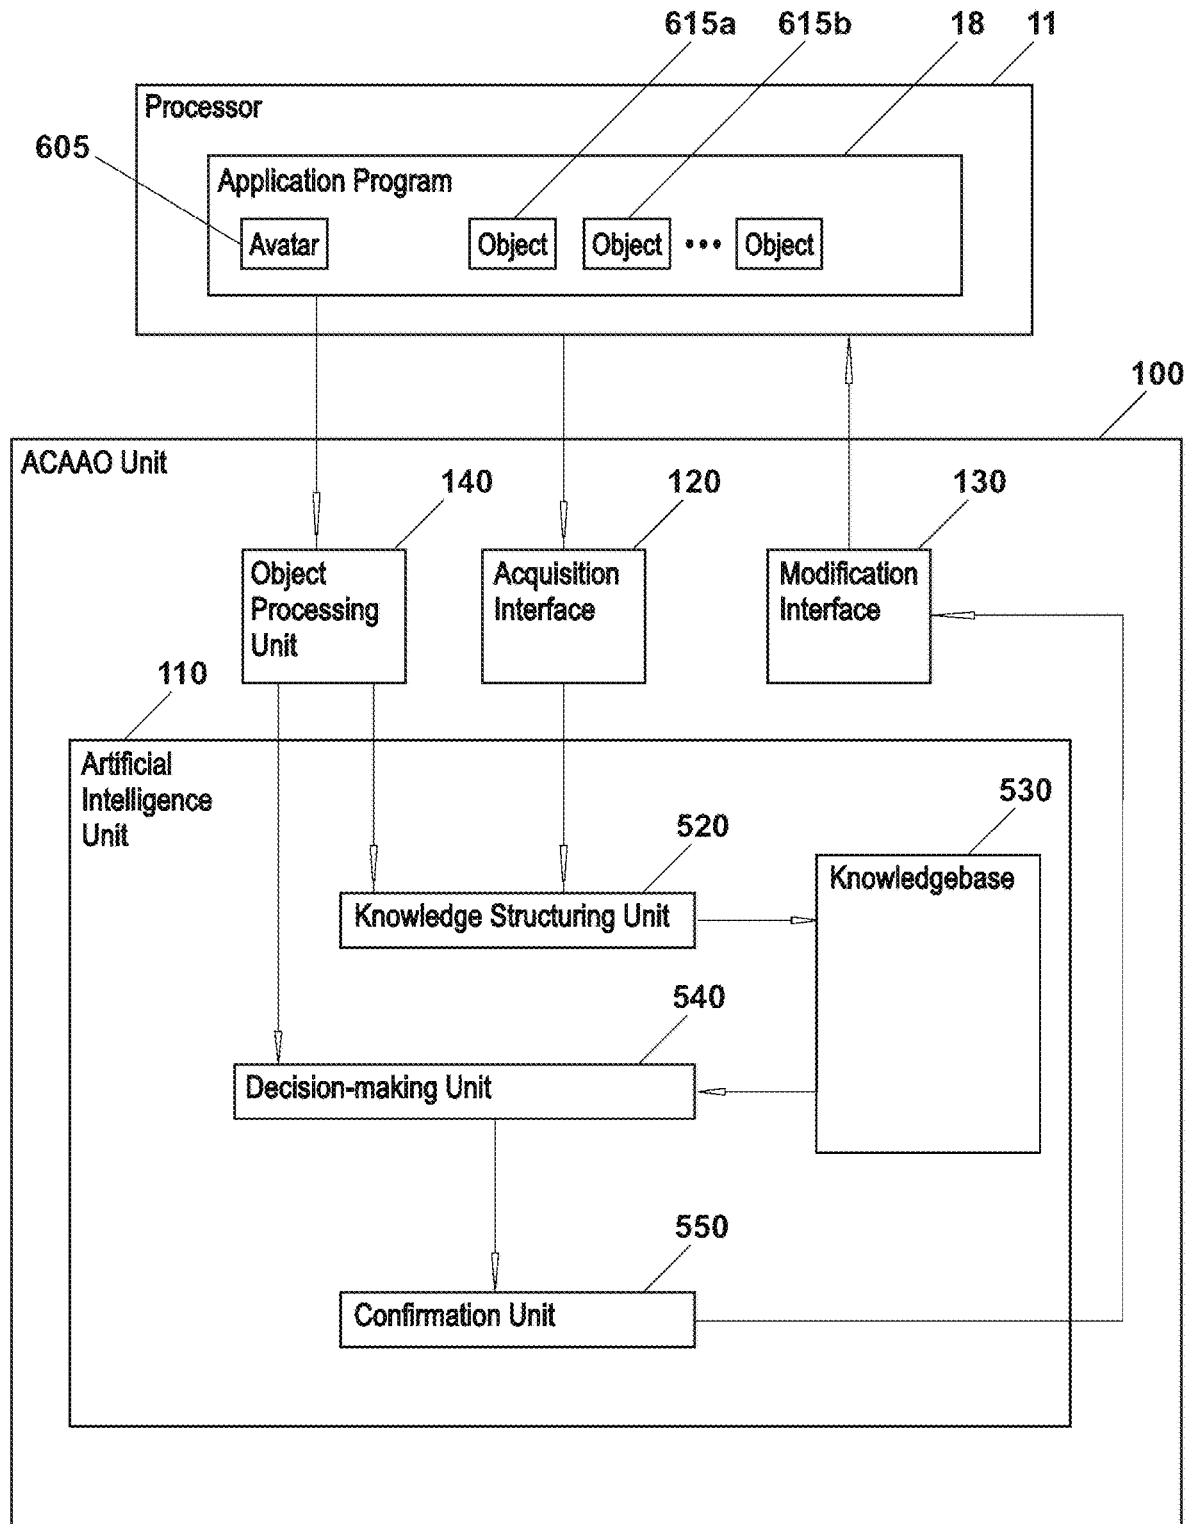 615a 615b 18 11
Processor
605
Application Program
Avatar Object Object ••• Object
100
ACAAO Unit
140 120 130
Object
Processing
Unit
Acquisition
Interface
Modification
Interface
110
Artificial
Intelligence
Unit
530
Knowledgebase
520
Knowledge Structuring Unit
540
Decision-making Unit
550
Confirmation Unit